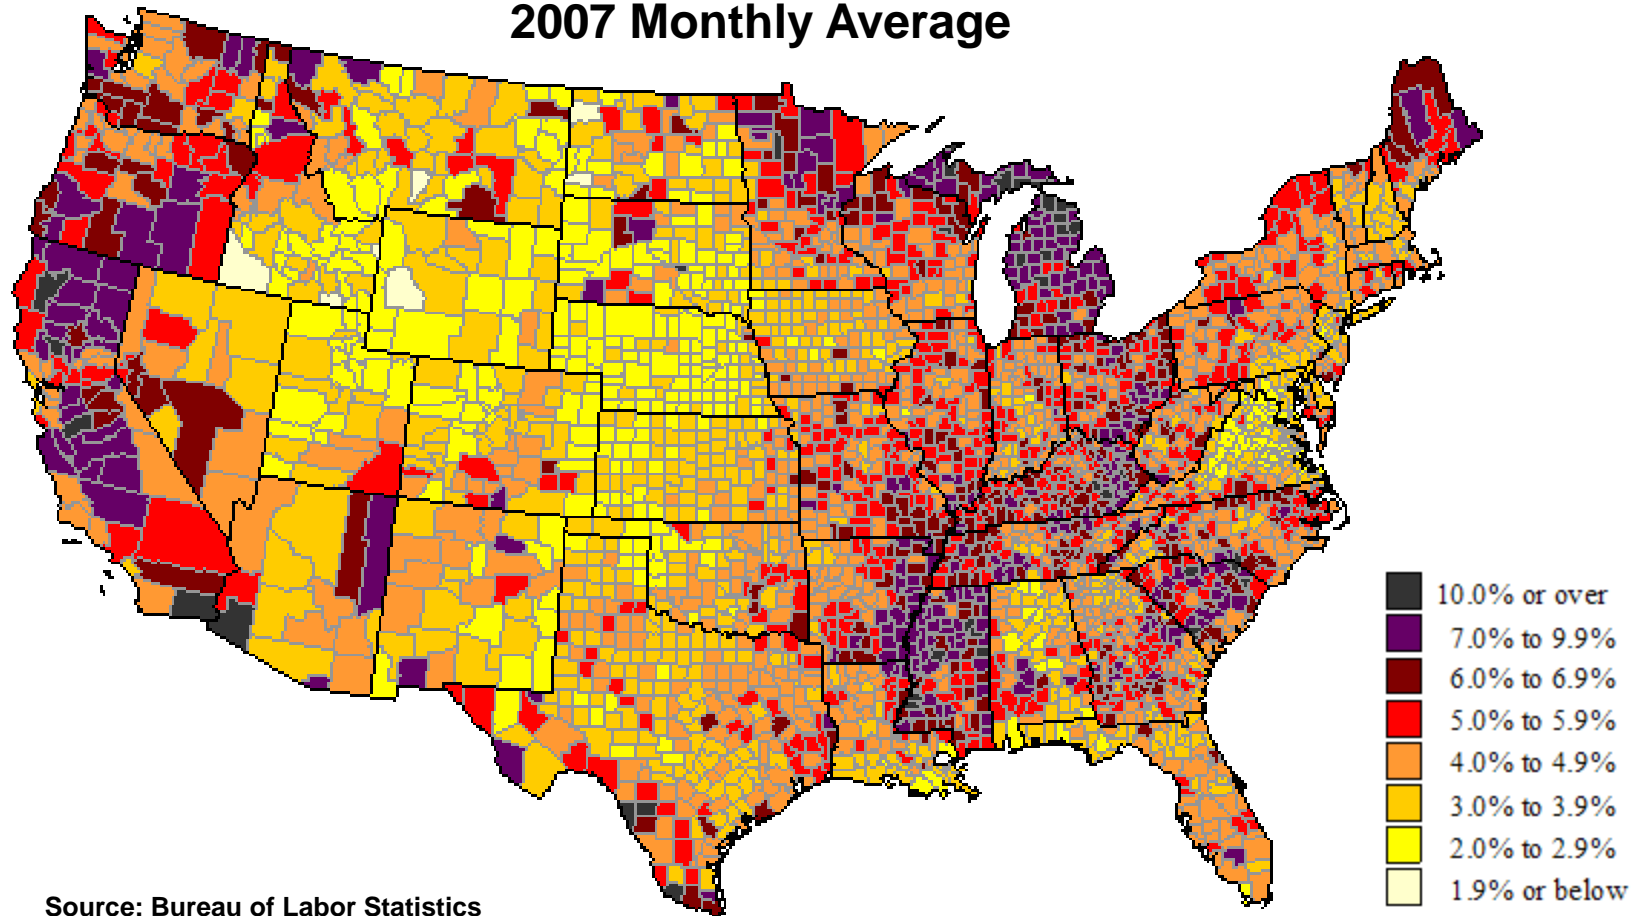 2007 Monthly Average
10.0% or over
7.0% to 9.9%
6.0% to 6.9%
5.0% to 5.9%
4.0% to 4.9%
3.0% to 3.9%
2.0% to 2.9%
1.9% or below
Source: Bureau of Labor Statistics